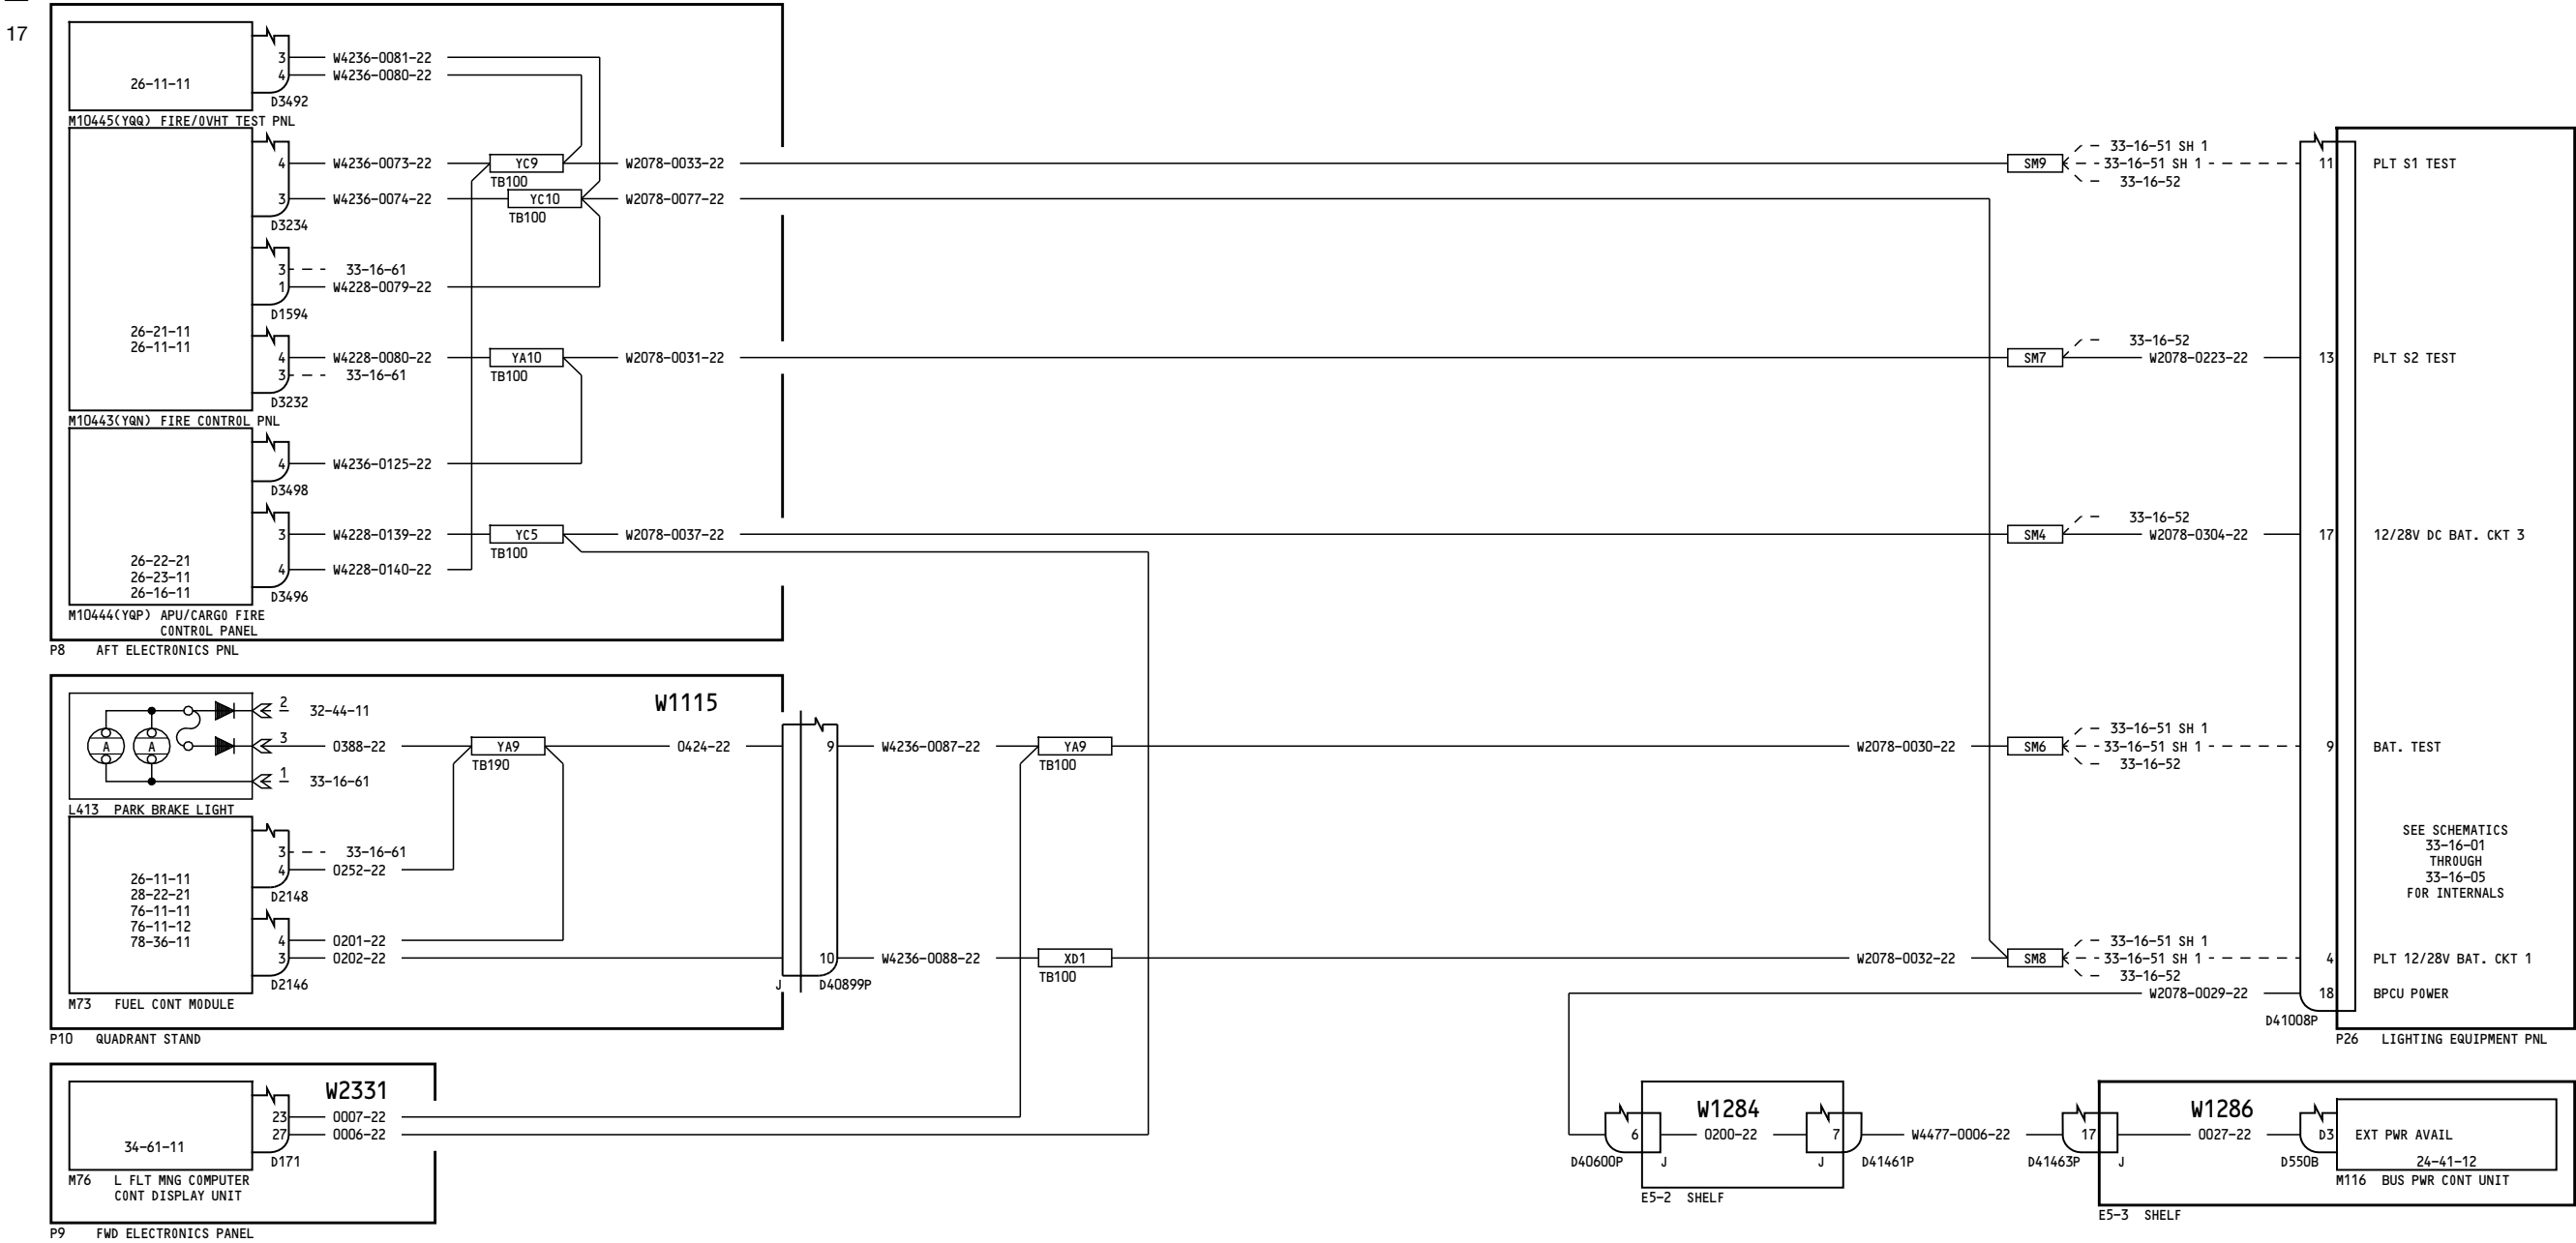 17
26-11-11
3 W4236-0081-22
4 W4236-0080-22
D3492
M10445(YQQ) FIRE/OVHT TEST PNL
4 W4236-0073-22 YC9 W2078-0033-22
TB100
3 W4236-0074-22 YC10 W2078-0077-22
TB100
D3234
3 33-16-61
1 W4228-0079-22
D1594
26-21-11
26-11-11
4 W4228-0080-22 YA10 W2078-0031-22
TB100
3 33-16-61
D3232
M10443(YQN) FIRE CONTROL PNL
4 W4236-0125-22
D3498
3 W4228-0139-22 YC5 W2078-0037-22
TB100
4 W4228-0140-22
D3496
26-22-21
26-23-11
26-16-11
M10444(YQP) APU/CARGO FIRE
CONTROL PANEL
P8 AFT ELECTRONICS PNL
33-16-51 SH 1
SM9 33-16-51 SH 1 11 PLT S1 TEST
33-16-52
33-16-52
SM7 W2078-0223-22 13 PLT S2 TEST
33-16-52
SM4 W2078-0304-22 17 12/28V DC BAT. CKT 3
W1115
A A
2 32-44-11
3 0388-22 YA9 0424-22 9 W4236-0087-22 YA9 W2078-0030-22
TB190
TB100
1 33-16-61
L413 PARK BRAKE LIGHT
33-16-51 SH 1
SM6 33-16-51 SH 1 9 BAT. TEST
33-16-52
3 33-16-61
4 0252-22
D2148
26-11-11
28-22-21
76-11-11
76-11-12
78-36-11
4 0201-22
3 0202-22 10 W4236-0088-22 XD1 W2078-0032-22
TB100
D2146
J D40899P
M73 FUEL CONT MODULE
P10 QUADRANT STAND
SEE SCHEMATICS
33-16-01
THROUGH
33-16-05
FOR INTERNALS
33-16-51 SH 1
SM8 33-16-51 SH 1 4 PLT 12/28V BAT. CKT 1
33-16-52
W2078-0029-22 18 BPCU POWER
D41008P
P26 LIGHTING EQUIPMENT PNL
W2331
23 0007-22
27 0006-22
34-61-11
D171
M76 L FLT MNG COMPUTER
CONT DISPLAY UNIT
P9 FWD ELECTRONICS PANEL
W1284
6 0200-22 7 W4477-0006-22
D40600P J J D41461P
E5-2 SHELF
W1286
17 0027-22 D3 EXT PWR AVAIL
D41463P J D550B 24-41-12
M116 BUS PWR CONT UNIT
E5-3 SHELF